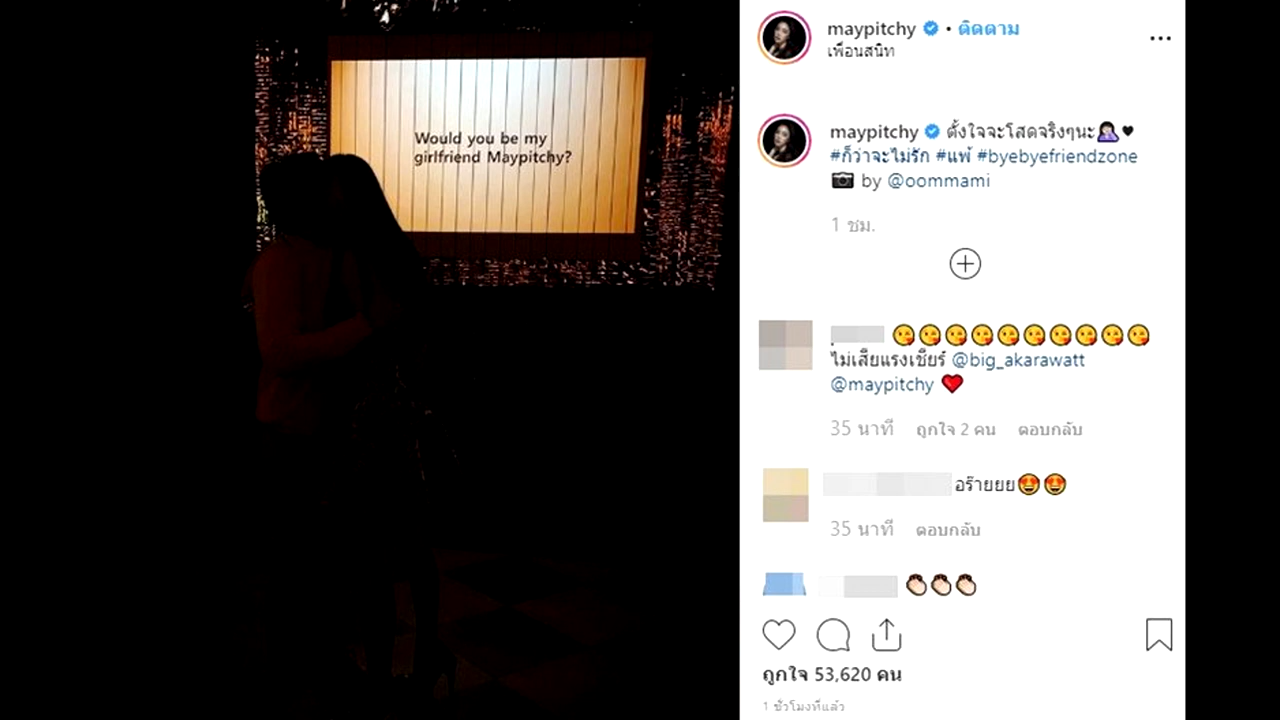 Would you be my
girlfriend Maypitchy?
maypitchy • ติดตาม
เพื่อนสนิท
maypitchy ตั้งใจจะโสดจริงๆนะ🤦🏻‍♀️♥
#ก็ว่าจะไม่รัก #แพ้ #byebyefriendzone
📷 by @oommami
1 ชม.
😘😘😘😘😘😘😘😘😘😘
ไม่เสียแรงเชียร์ @big_akarawatt
@maypitchy ❤️
35 นาที ถูกใจ 2 คน ตอบกลับ
อร๊ายยย😍😍
35 นาที ตอบกลับ
👏🏻👏🏻👏🏻
ถูกใจ 53,620 คน
1 ชั่วโมงที่แล้ว